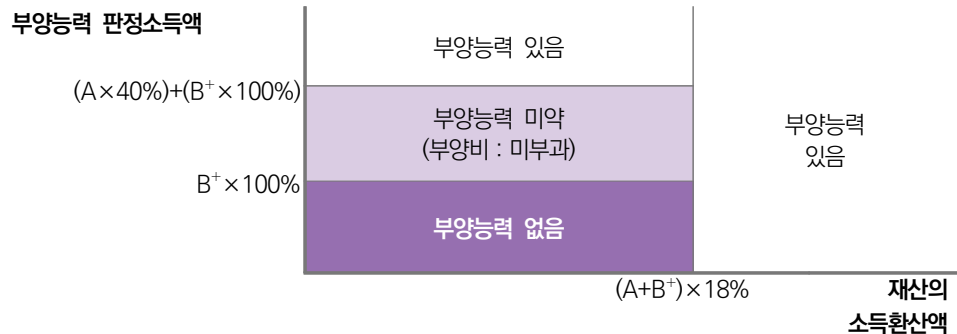 부양능력 판정소득액
부양능력 있음
(A×40%)+(B⁺×100%)
부양능력 미약
(부양비 : 미부과)
부양능력
있음
B⁺×100%
부양능력 없음
(A+B⁺)×18%
재산의
소득환산액